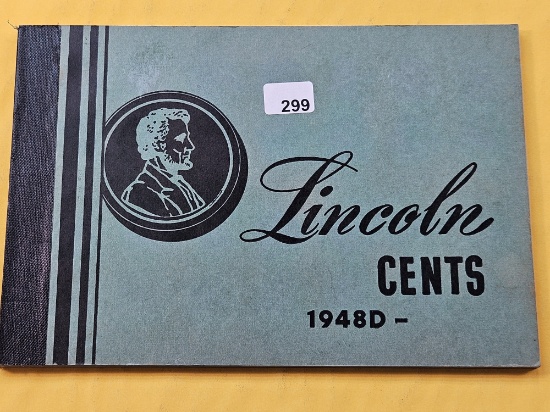 299
Lincoln
CENTS
1948D -